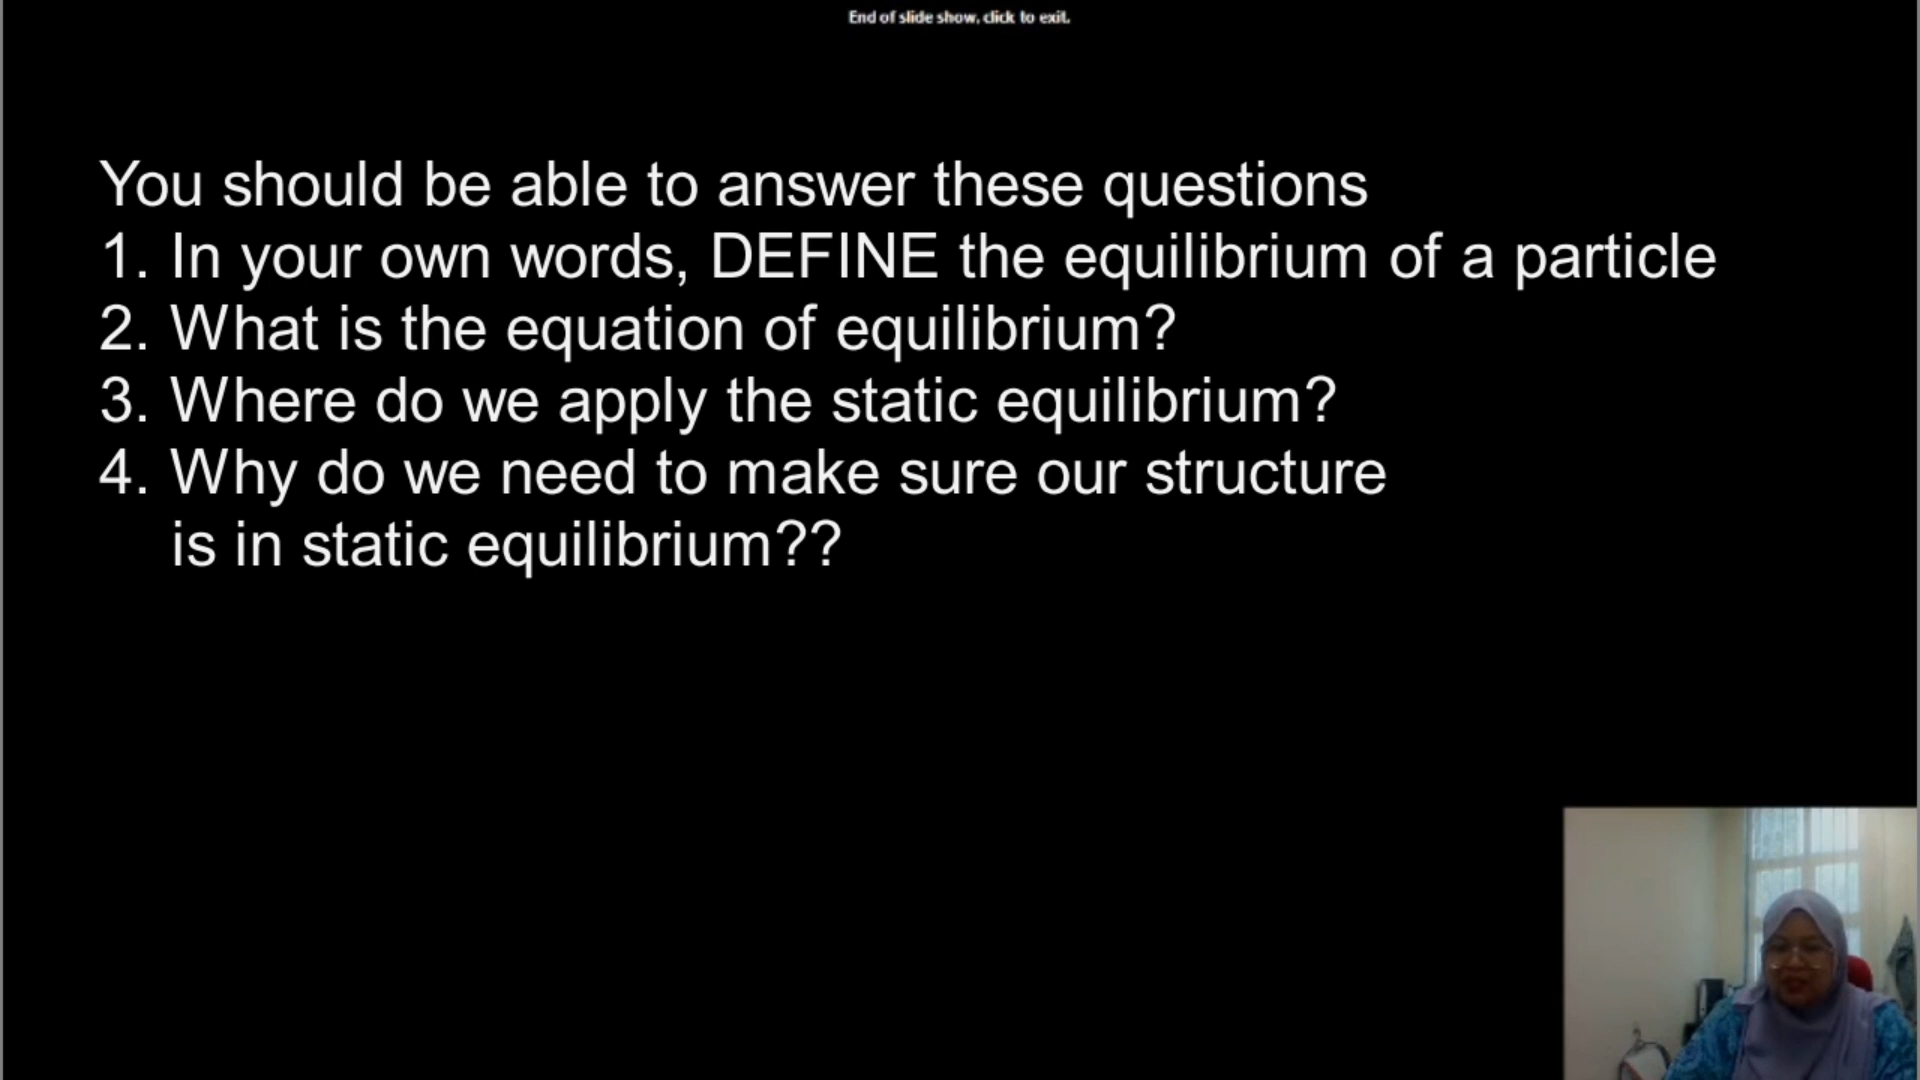 End of slide show, click to exit.
You should be able to answer these questions
1. In your own words, DEFINE the equilibrium of a particle
2. What is the equation of equilibrium?
3. Where do we apply the static equilibrium?
4. Why do we need to make sure our structure
is in static equilibrium??